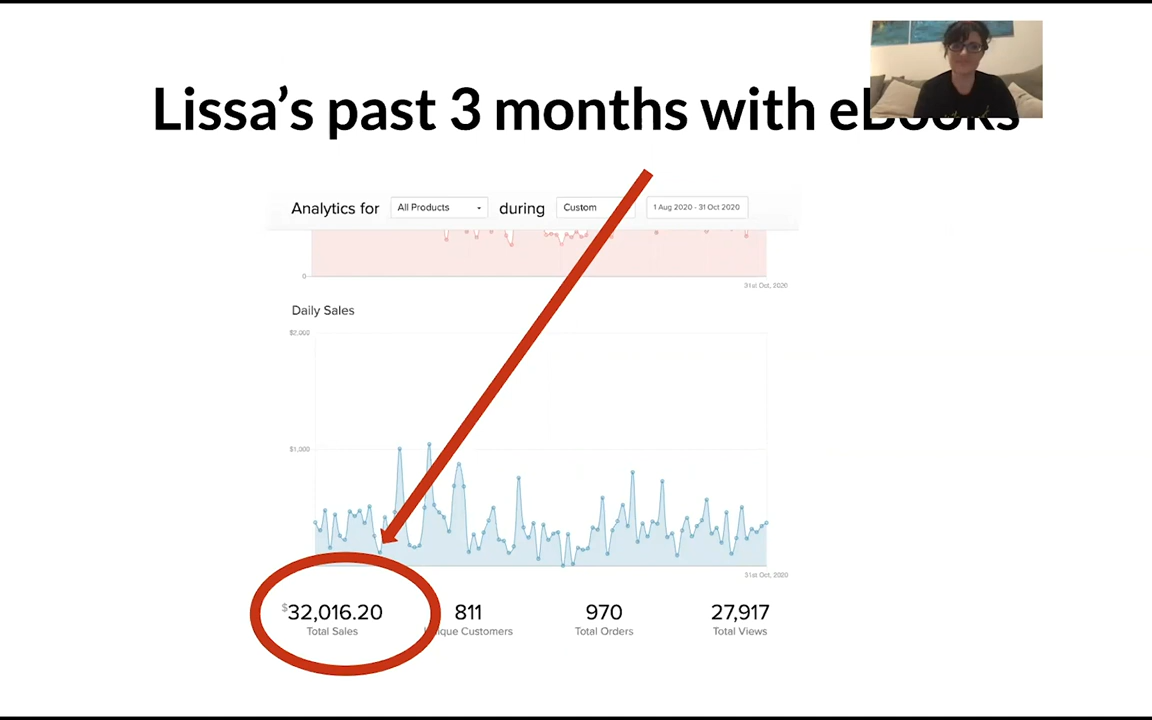 Lissa's past 3 months with eBooks
Analytics for All Products during Custom 1 Aug 2020 - 31 Oct 2020
0
31st Oct, 2020
Daily Sales
$2,000
$1,000
31st Oct, 2020
$32,016.20 811 970 27,917
Total Sales Unique Customers Total Orders Total Views